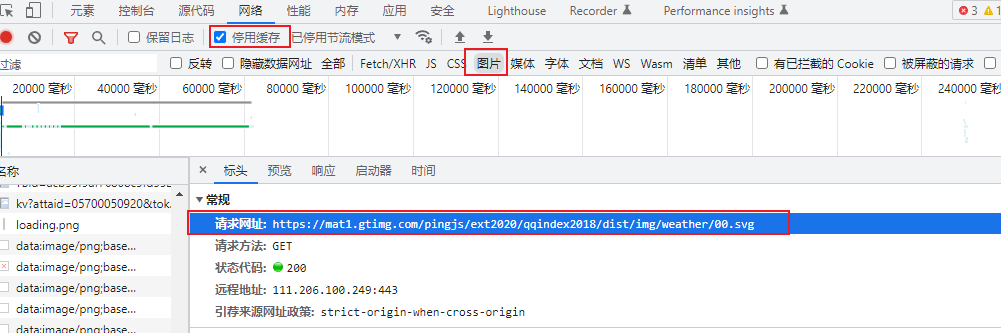 元素 控制台 源代码 网络 性能 内存 应用 安全 Lighthouse Recorder Performance insights 3 1
保留日志 停用缓存 已停用节流模式
过滤 反转 隐藏数据网址 全部 Fetch/XHR JS CSS 图片 媒体 字体 文档 WS Wasm 清单 其他 有已拦截的 Cookie 被屏蔽的请求
20000 毫秒 40000 毫秒 60000 毫秒 80000 毫秒 100000 毫秒 120000 毫秒 140000 毫秒 160000 毫秒 180000 毫秒 200000 毫秒 220000 毫秒 240000 毫秒
名称 × 标头 预览 响应 启动器 时间
常规
kv?attaid=05700050920&tok
请求网址: https://mat1.gtimg.com/pingjs/ext2020/qqindex2018/dist/img/weather/00.svg
loading.png
请求方法: GET
data:image/png;base...
状态代码: 200
data:image/png;base...
远程地址: 111.206.100.249:443
data:image/png;base...
引荐来源网址政策: strict-origin-when-cross-origin
data:image/png;base...